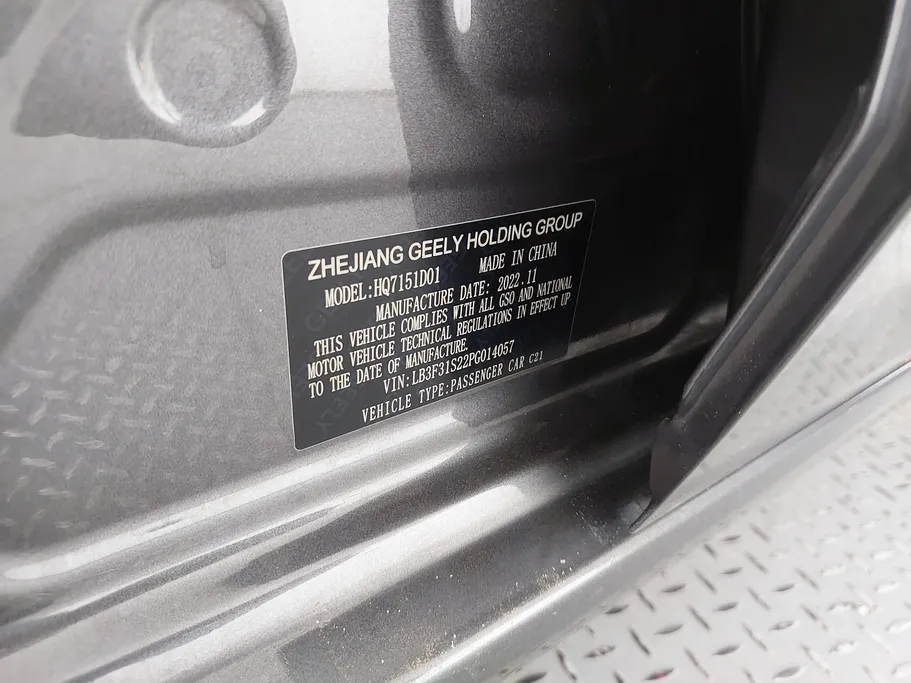 ZHEJIANG GEELY HOLDING GROUP
MODEL:HQ7151D01 MADE IN CHINA
MANUFACTURE DATE: 2022.11
THIS VEHICLE COMPLIES WITH ALL GSO AND NATIONAL
MOTOR VEHICLE TECHNICAL REGULATIONS IN EFFECT UP
TO THE DATE OF MANUFACTURE.
VIN:LB3F31S22PG014057
VEHICLE TYPE:PASSENGER CAR C21